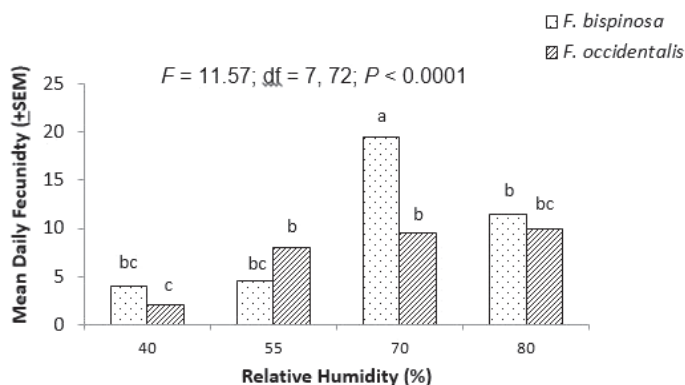 F. bispinosa
F. occidentalis
F = 11.57; df = 7, 72; P < 0.0001
Mean Daily Fecunidty (±SEM)
25
20
15
10
5
0
bc
c
bc
b
a
b
b
bc
40
55
70
80
Relative Humidity (%)